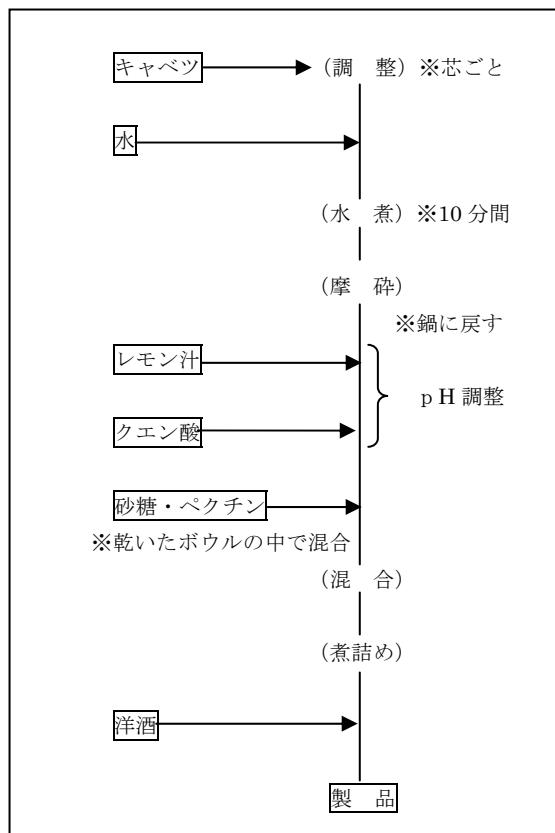 キャベツ （調　整）※芯ごと
水
（水　煮）※10 分間
（摩　砕）
※鍋に戻す
レモン汁
ｐＨ調整
クエン酸
砂糖・ペクチン
※乾いたボウルの中で混合
（混　合）
（煮詰め）
洋酒
製　品